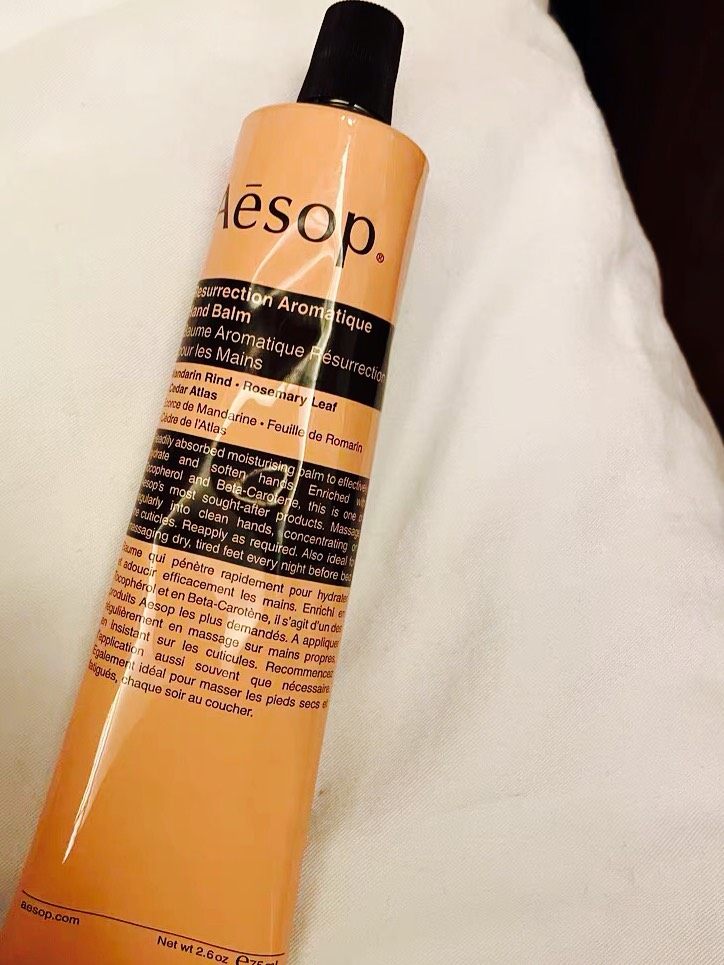 Aēsop®
Resurrection Aromatique
Hand Balm
Baume Aromatique Résurrection
pour les Mains
Mandarin Rind • Rosemary Leaf
Cedar Atlas
Écorce de Mandarine • Feuille de Romarin
Cèdre de l'Atlas
readily absorbed moisturising balm to effectively
hydrate and soften hands. Enriched with
Tocopherol and Beta-Carotene, this is one of
Aesop's most sought-after products. Massage
regularly into clean hands, concentrating on
the cuticles. Reapply as required. Also ideal for
massaging dry, tired feet every night before bed.
Baume qui pénètre rapidement pour hydrater
et adoucir efficacement les mains. Enrichi en
Tocophérol et en Beta-Carotène, il s'agit d'un des
produits Aesop les plus demandés. A appliquer
régulièrement en massage sur mains propres,
en insistant sur les cuticules. Recommencez
l'application aussi souvent que nécessaire.
Egalement idéal pour masser les pieds secs et
fatigués, chaque soir au coucher.
aesop.com
Net wt 2.6 oz ℮75 ml